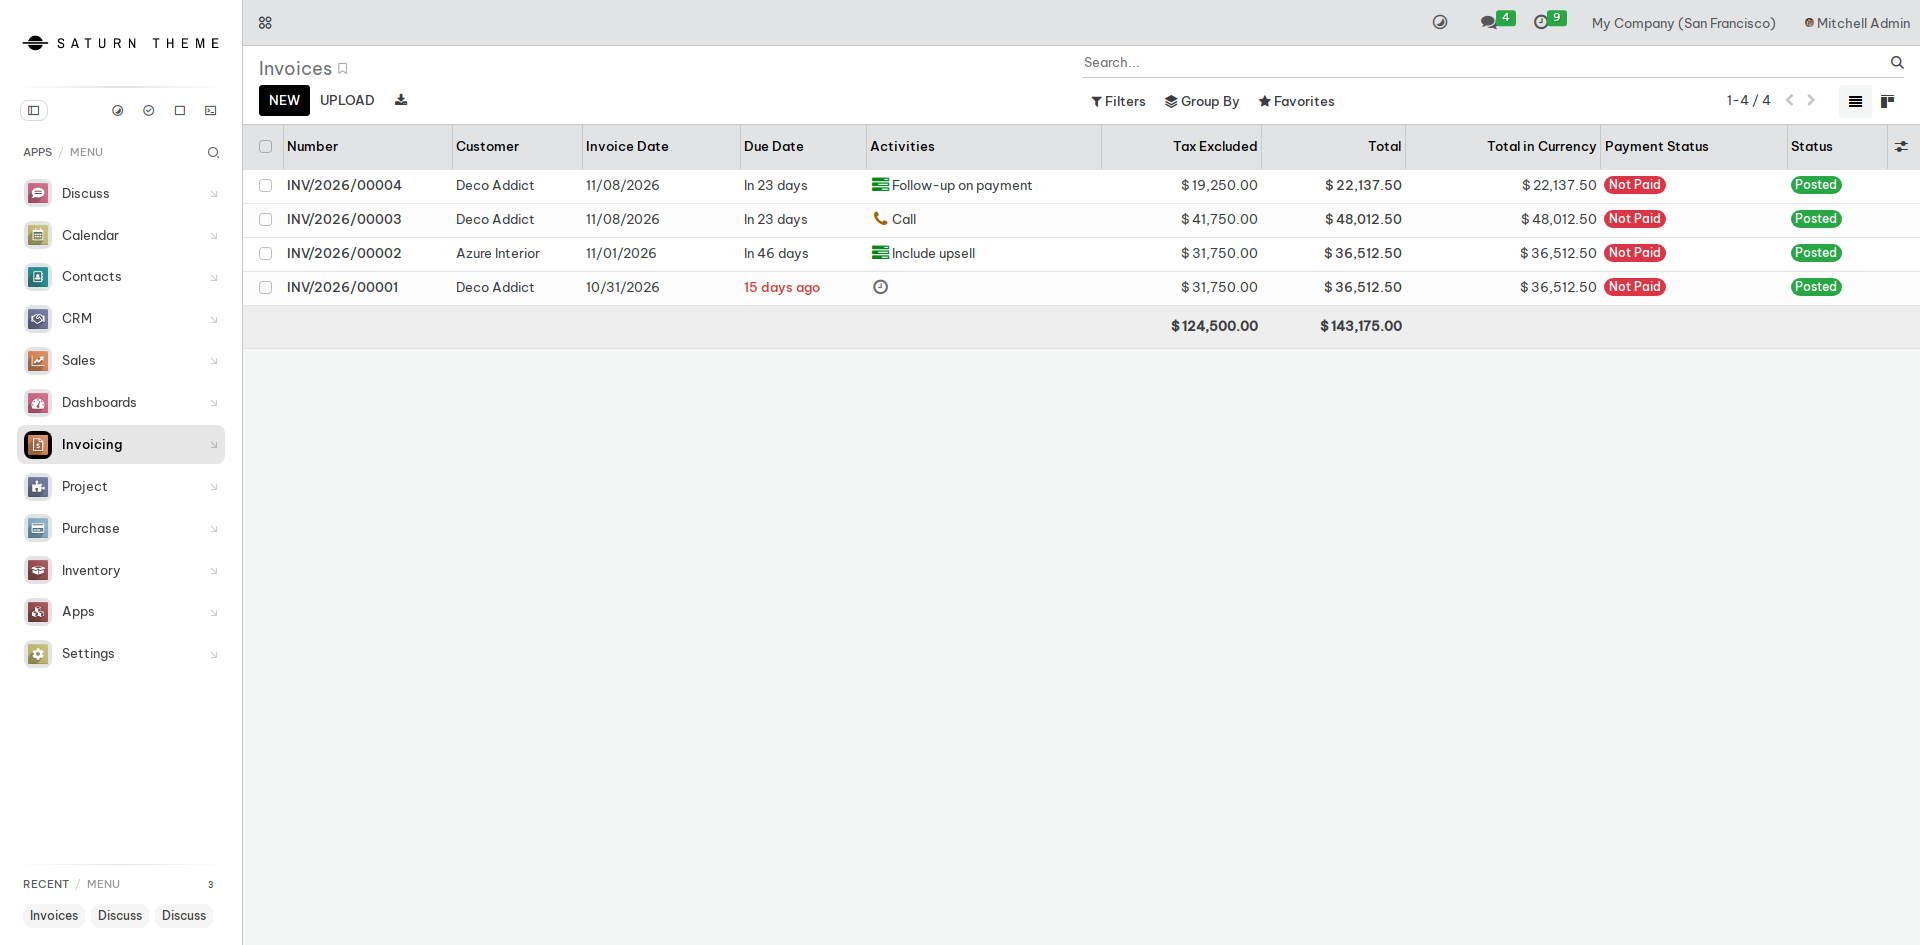 SATURN THEME
APPS / MENU
Discuss
Calendar
Contacts
CRM
Sales
Dashboards
Invoicing
Project
Purchase
Inventory
Apps
Settings
RECENT / MENU 3
Invoices Discuss Discuss
4 9 My Company (San Francisco) Mitchell Admin
Invoices
Search...
NEW UPLOAD
Filters Group By Favorites 1-4 / 4
Number Customer Invoice Date Due Date Activities Tax Excluded Total Total in Currency Payment Status Status
INV/2026/00004 Deco Addict 11/08/2026 In 23 days Follow-up on payment $ 19,250.00 $ 22,137.50 $ 22,137.50 Not Paid Posted
INV/2026/00003 Deco Addict 11/08/2026 In 23 days Call $ 41,750.00 $ 48,012.50 $ 48,012.50 Not Paid Posted
INV/2026/00002 Azure Interior 11/01/2026 In 46 days Include upsell $ 31,750.00 $ 36,512.50 $ 36,512.50 Not Paid Posted
INV/2026/00001 Deco Addict 10/31/2026 15 days ago $ 31,750.00 $ 36,512.50 $ 36,512.50 Not Paid Posted
$ 124,500.00 $ 143,175.00